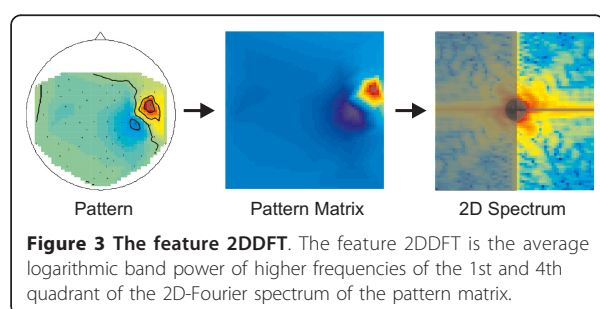 Pattern Pattern Matrix 2D Spectrum
Figure 3 The feature 2DDFT. The feature 2DDFT is the average
logarithmic band power of higher frequencies of the 1st and 4th
quadrant of the 2D-Fourier spectrum of the pattern matrix.